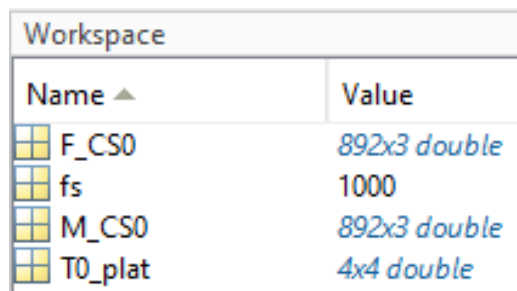 Workspace
Name Value
F_CS0 892x3 double
fs 1000
M_CS0 892x3 double
T0_plat 4x4 double